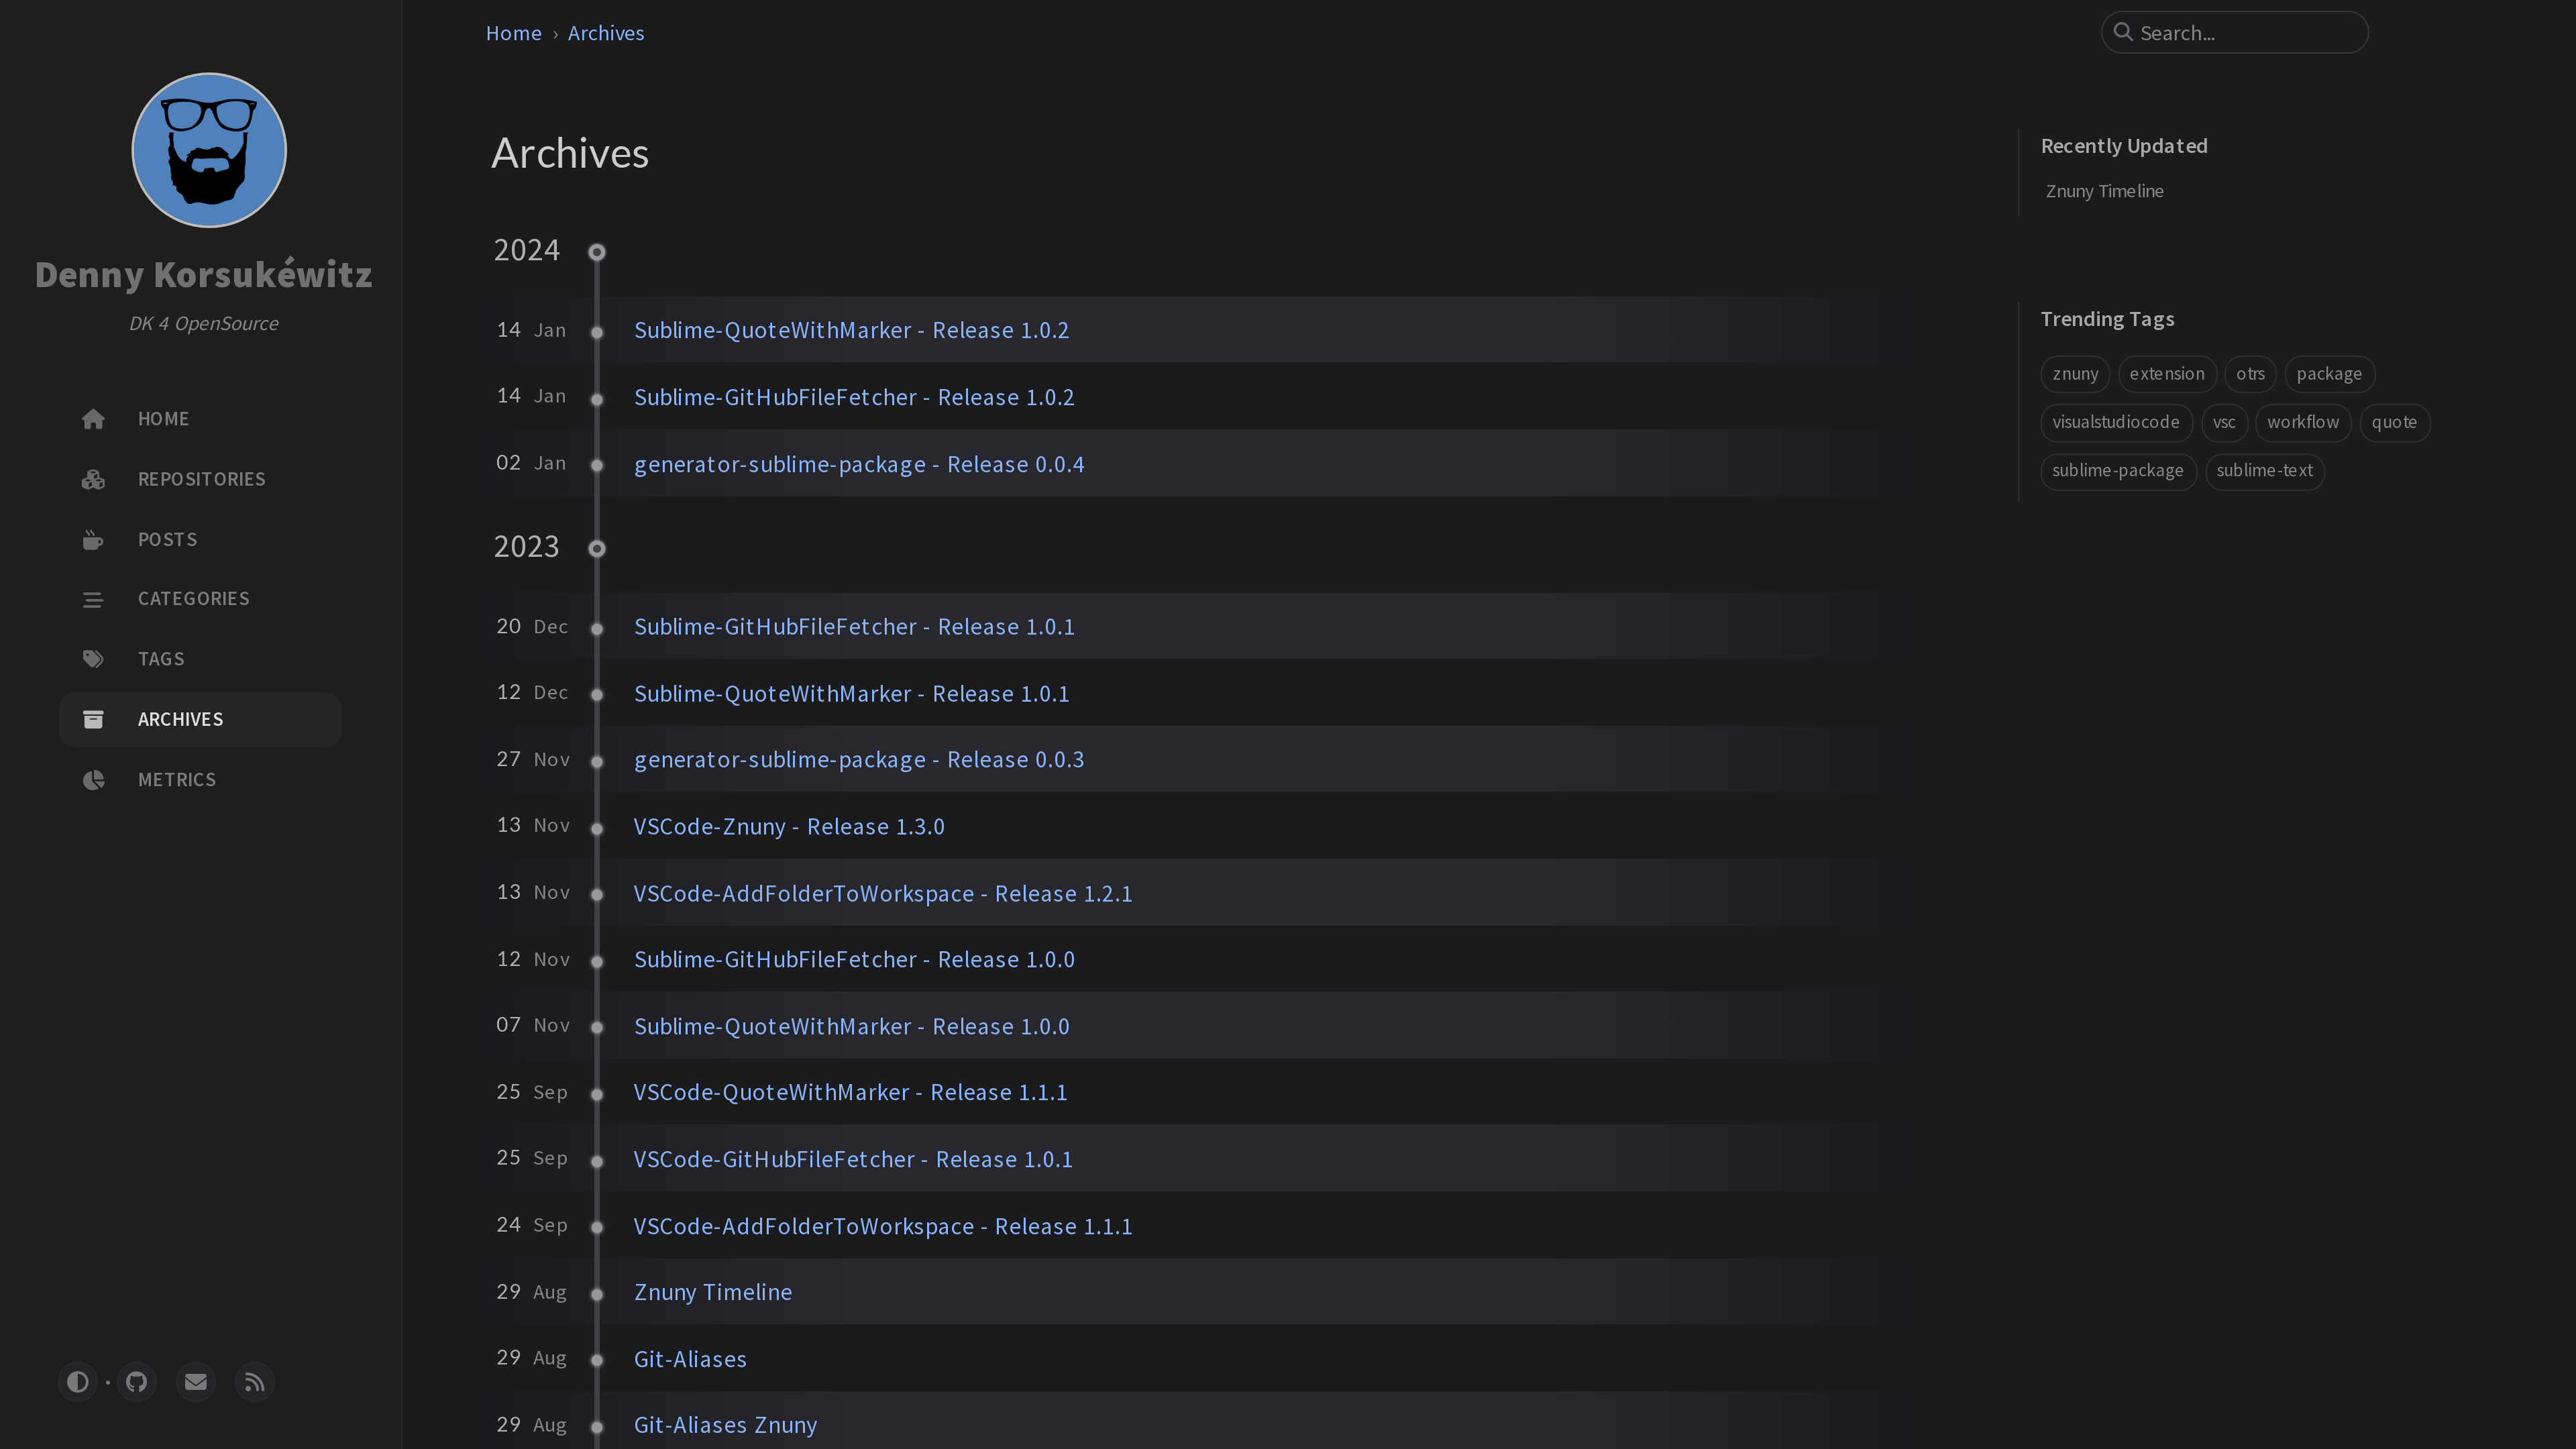 Denny Korsukéwitz
DK 4 OpenSource
HOME
REPOSITORIES
POSTS
CATEGORIES
TAGS
ARCHIVES
METRICS
Home › Archives
Search...
Archives
2024
14 Jan Sublime-QuoteWithMarker - Release 1.0.2
14 Jan Sublime-GitHubFileFetcher - Release 1.0.2
02 Jan generator-sublime-package - Release 0.0.4
2023
20 Dec Sublime-GitHubFileFetcher - Release 1.0.1
12 Dec Sublime-QuoteWithMarker - Release 1.0.1
27 Nov generator-sublime-package - Release 0.0.3
13 Nov VSCode-Znuny - Release 1.3.0
13 Nov VSCode-AddFolderToWorkspace - Release 1.2.1
12 Nov Sublime-GitHubFileFetcher - Release 1.0.0
07 Nov Sublime-QuoteWithMarker - Release 1.0.0
25 Sep VSCode-QuoteWithMarker - Release 1.1.1
25 Sep VSCode-GitHubFileFetcher - Release 1.0.1
24 Sep VSCode-AddFolderToWorkspace - Release 1.1.1
29 Aug Znuny Timeline
29 Aug Git-Aliases
29 Aug Git-Aliases Znuny
Recently Updated
Znuny Timeline
Trending Tags
znuny extension otrs package
visualstudiocode vsc workflow quote
sublime-package sublime-text